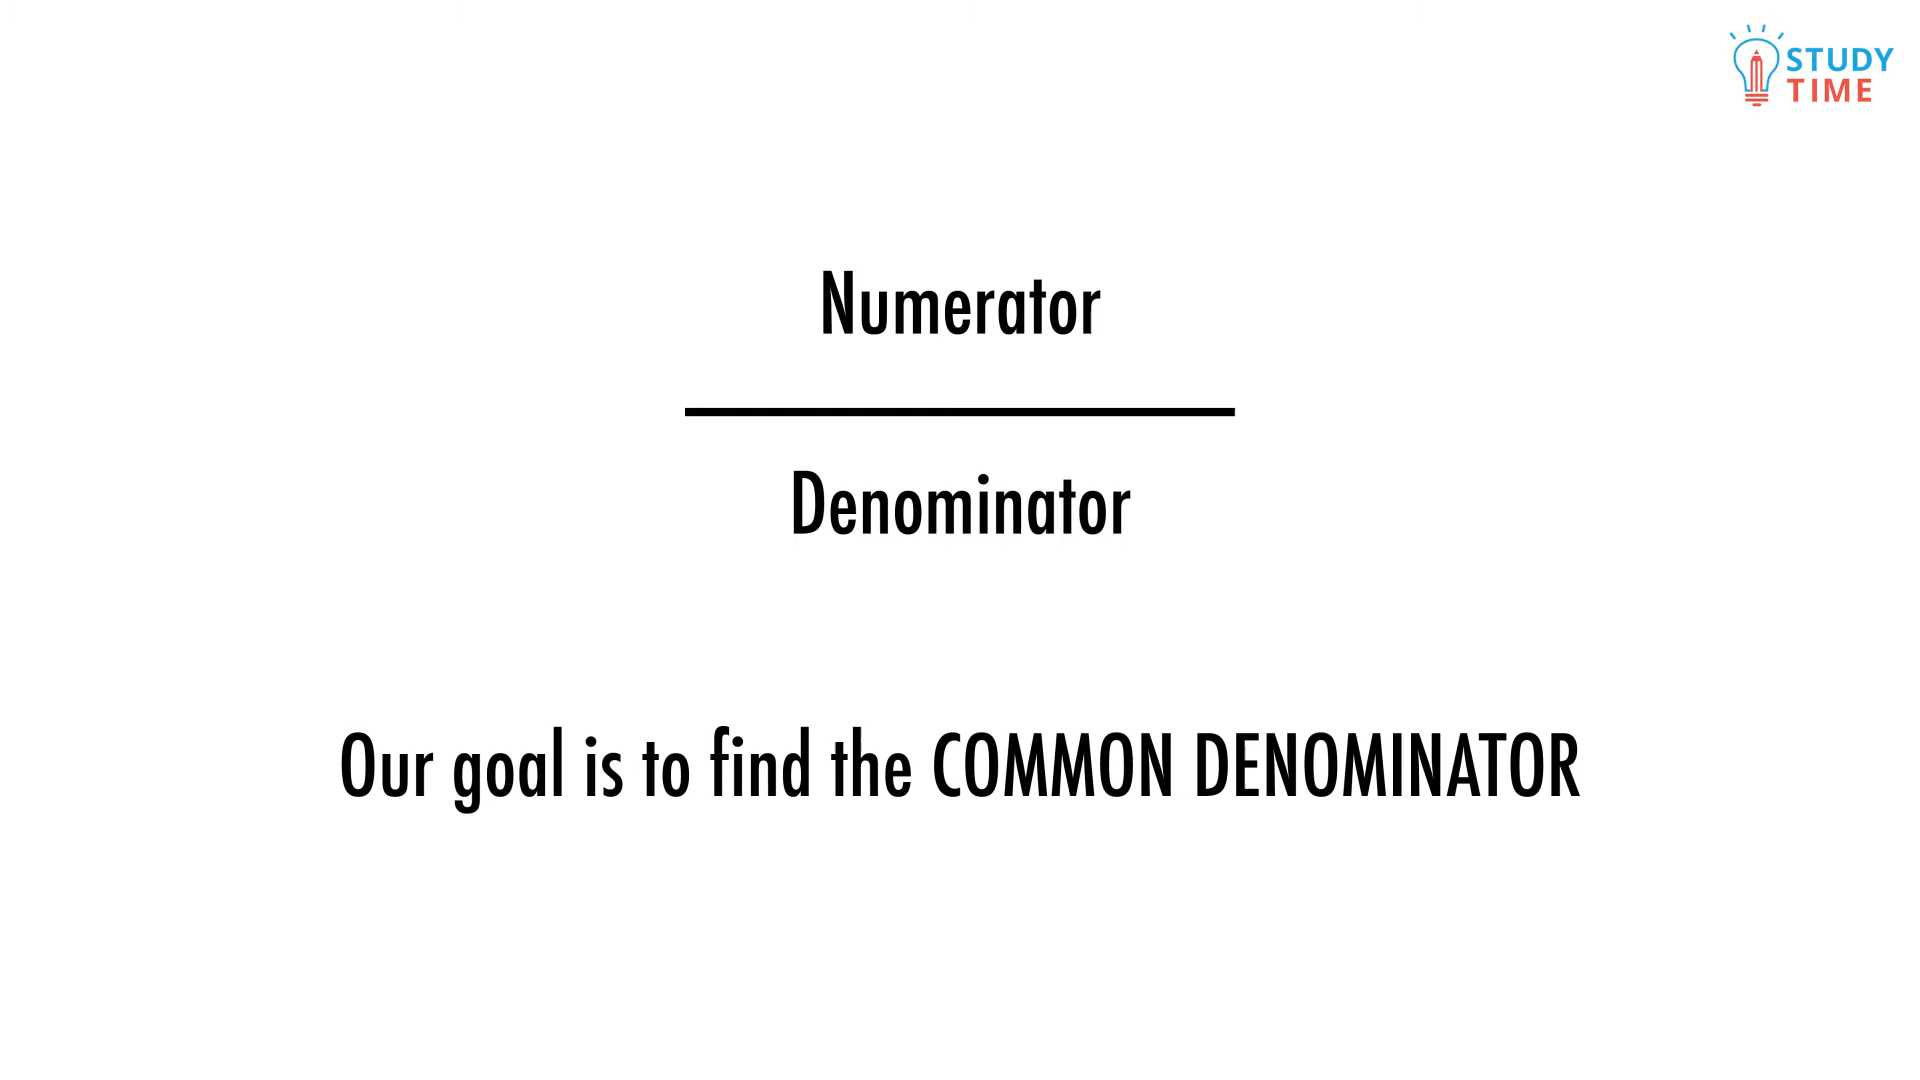 STUDY
TIME
Numerator
Denominator
Our goal is to find the COMMON DENOMINATOR